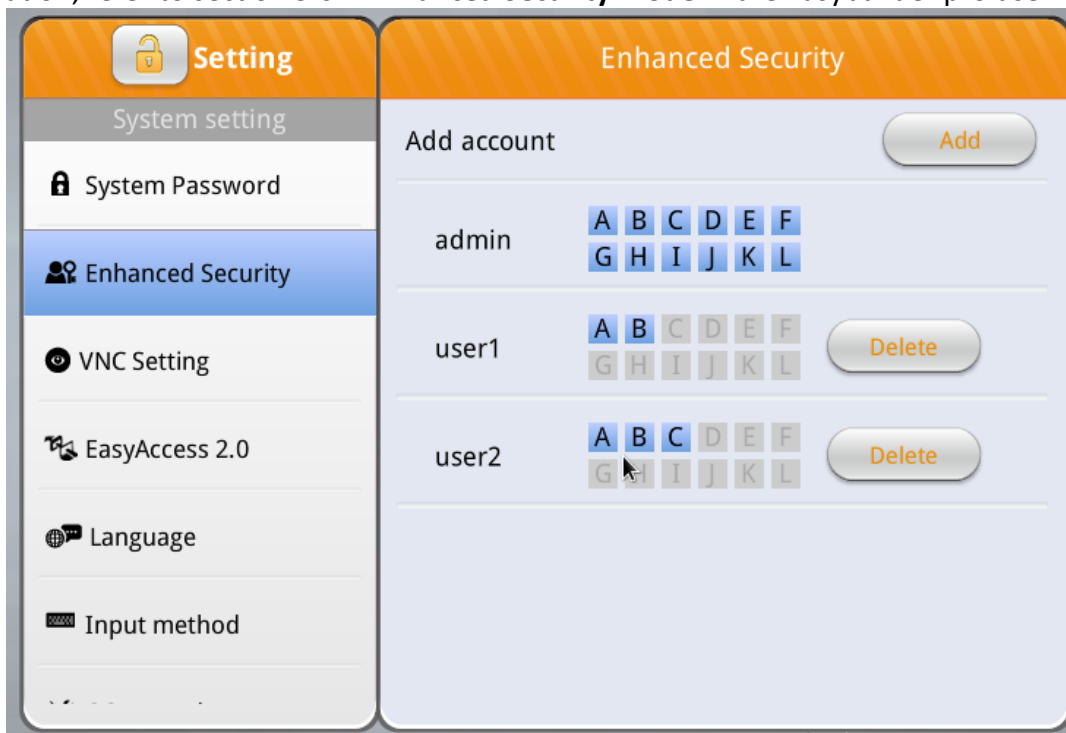 Setting
System setting
System Password
Enhanced Security
VNC Setting
EasyAccess 2.0
Language
Input method
Enhanced Security
Add account
Add
admin
A B C D E F
G H I J K L
user1
A B C D E F
G H I J K L
Delete
user2
A B C D E F
G H I J K L
Delete